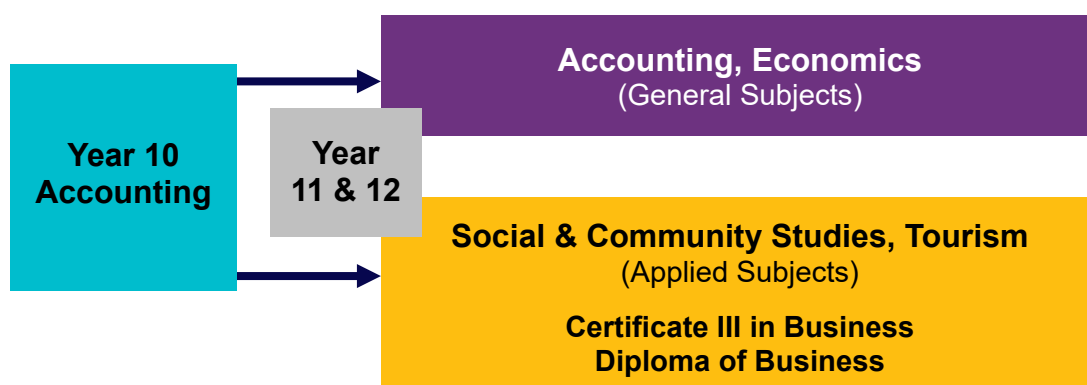 Year 10
Accounting
Year
11 & 12
Accounting, Economics
(General Subjects)
Social & Community Studies, Tourism
(Applied Subjects)
Certificate III in Business
Diploma of Business